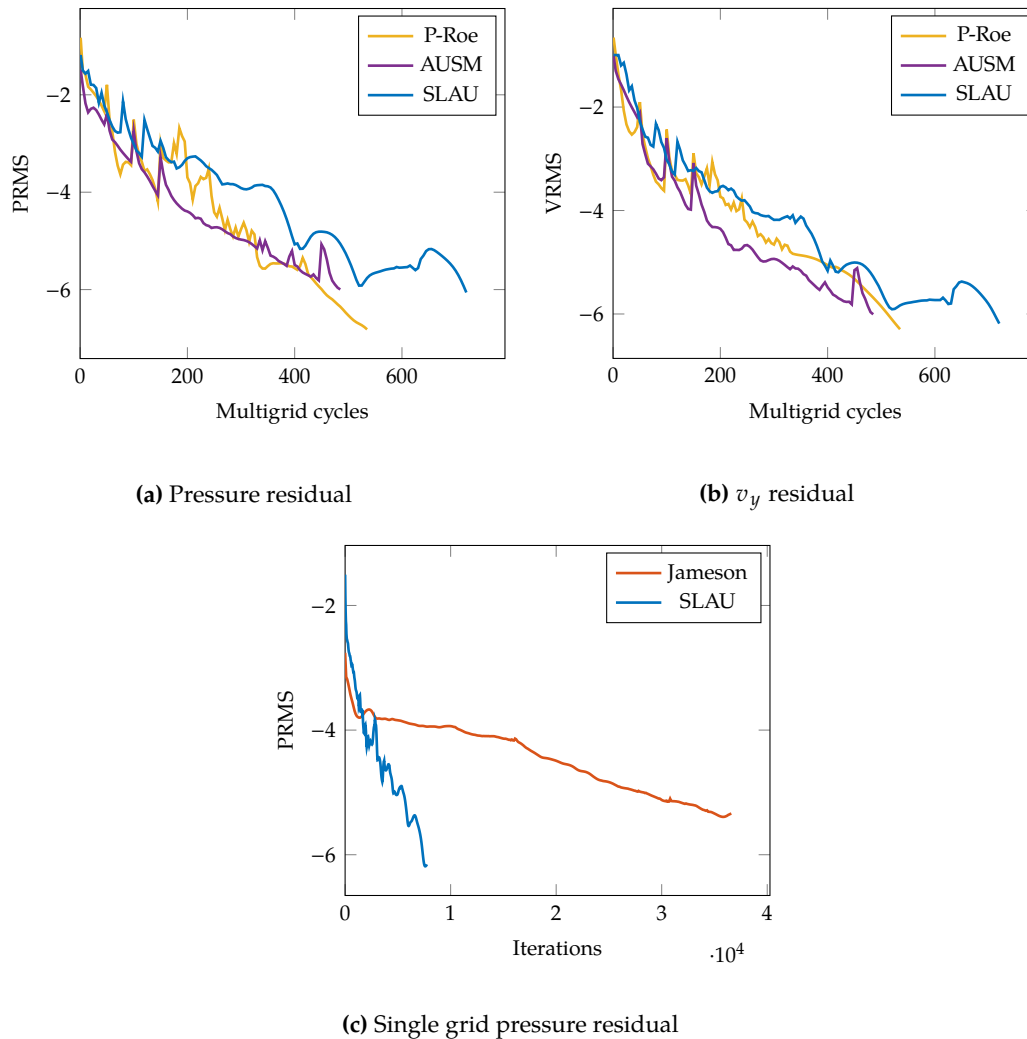 P-Roe
AUSM
SLAU
PRMS
−2
−4
−6
0 200 400 600
Multigrid cycles
(a) Pressure residual
P-Roe
AUSM
SLAU
VRMS
−2
−4
−6
0 200 400 600
Multigrid cycles
(b) v_y residual
Jameson
SLAU
PRMS
−2
−4
−6
0 1 2 3 4
Iterations
·10⁴
(c) Single grid pressure residual